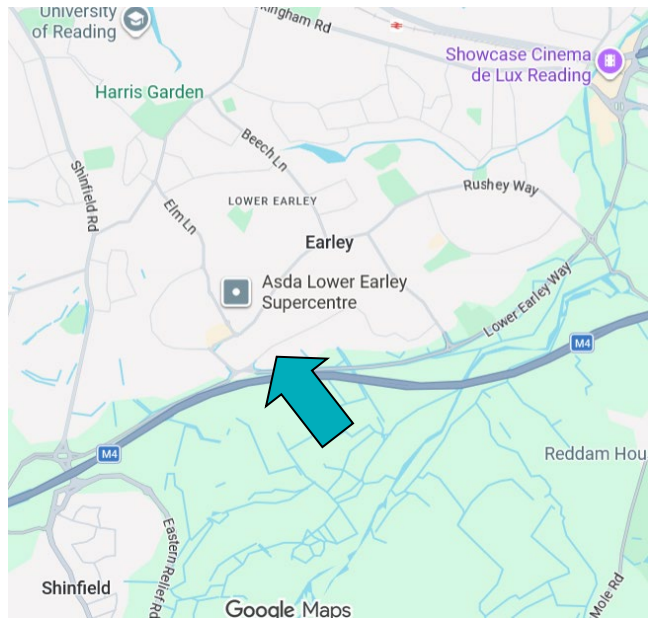 University
of Reading
kingham Rd
Showcase Cinema
de Lux Reading
Harris Garden
Beech Ln
Shinfield Rd
Elm Ln
LOWER EARLEY
Rushey Way
Earley
Asda Lower Earley
Supercentre
Lower Earley Way
M4
M4
Reddam Hou
Eastern Relief Rd
Shinfield
Mole Rd
Google Maps